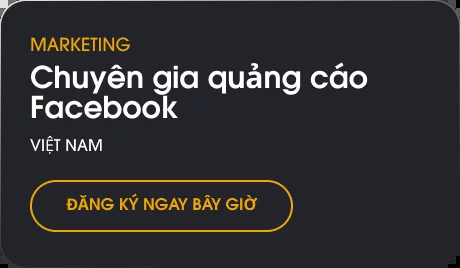 MARKETING
Chuyên gia quảng cáo
Facebook
VIỆT NAM
ĐĂNG KÝ NGAY BÂY GIỜ